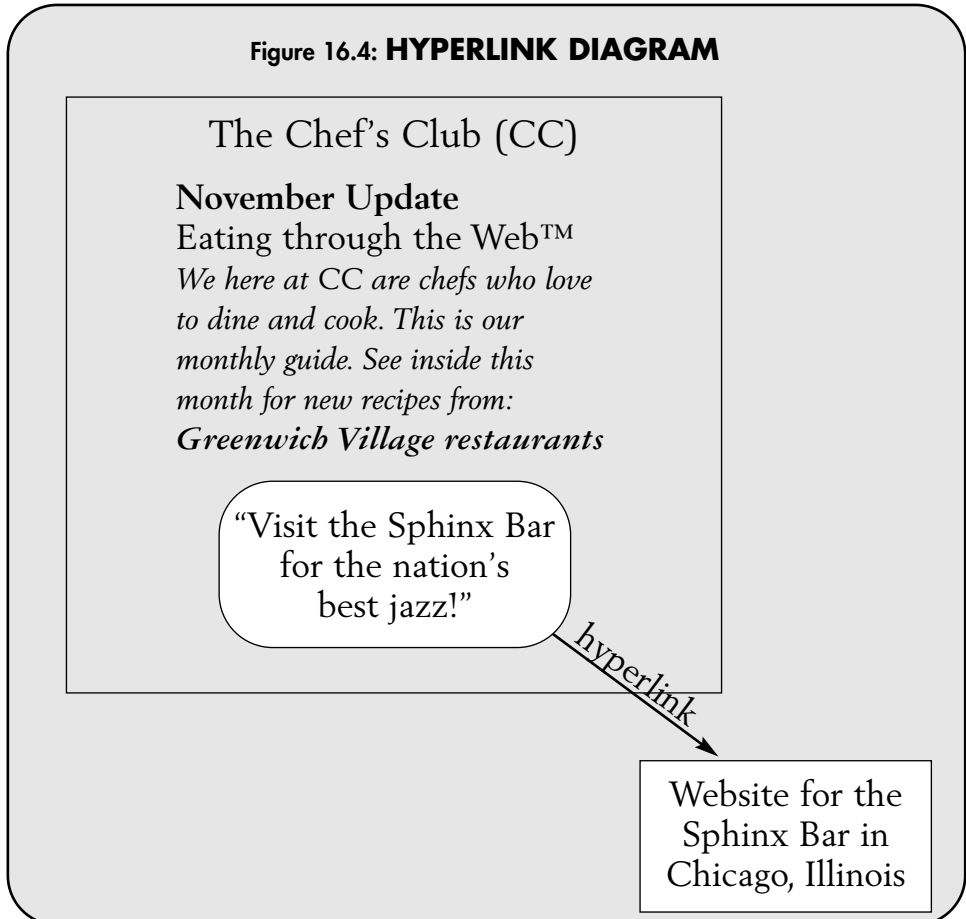 Figure 16.4: HYPERLINK DIAGRAM
The Chef’s Club (CC)
November Update
Eating through the Web™
We here at CC are chefs who love
to dine and cook. This is our
monthly guide. See inside this
month for new recipes from:
Greenwich Village restaurants
“Visit the Sphinx Bar
for the nation’s
best jazz!”
hyperlink
Website for the
Sphinx Bar in
Chicago, Illinois